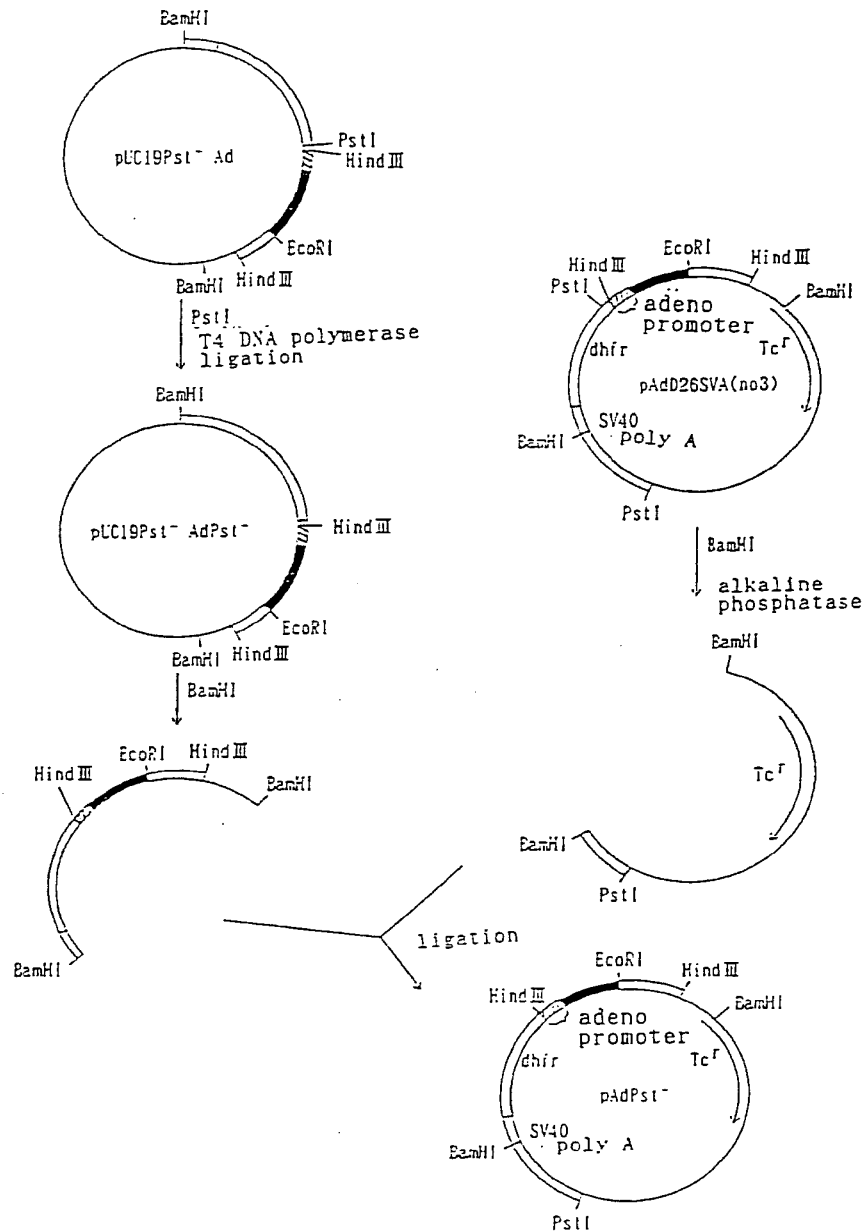 BamHI
pUC19Pst⁻ Ad
PstI
HindⅢ
EcoRI
HindⅢ
BamHI
PstI
T4 DNA polymerase
ligation
BamHI
pUC19Pst⁻ AdPst⁻
HindⅢ
EcoRI
HindⅢ
BamHI
BamHI
HindⅢ
EcoRI
HindⅢ
BamHI
BamHI
EcoRI
HindⅢ
HindⅢ
BamHI
PstI
adeno
promoter
Tcʳ
dhfr
pAdD26SVA(no3)
SV40
poly A
BamHI
PstI
BamHI
alkaline
phosphatase
BamHI
Tcʳ
BamHI
PstI
ligation
EcoRI
HindⅢ
HindⅢ
BamHI
adeno
promoter
Tcʳ
dhfr
pAdPst⁻
SV40
poly A
BamHI
PstI